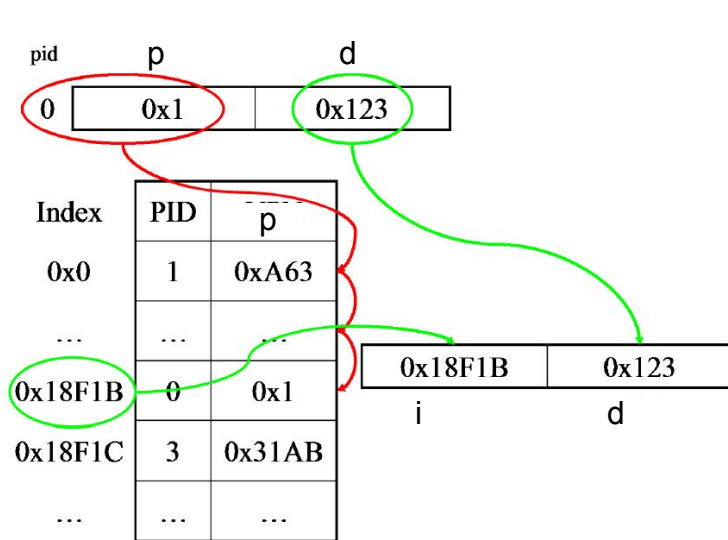 pid p d
0 0x1 0x123
Index PID p
0x0 1 0xA63
... ... ...
0x18F1B 0 0x1
0x18F1C 3 0x31AB
... ... ...
0x18F1B 0x123
i d